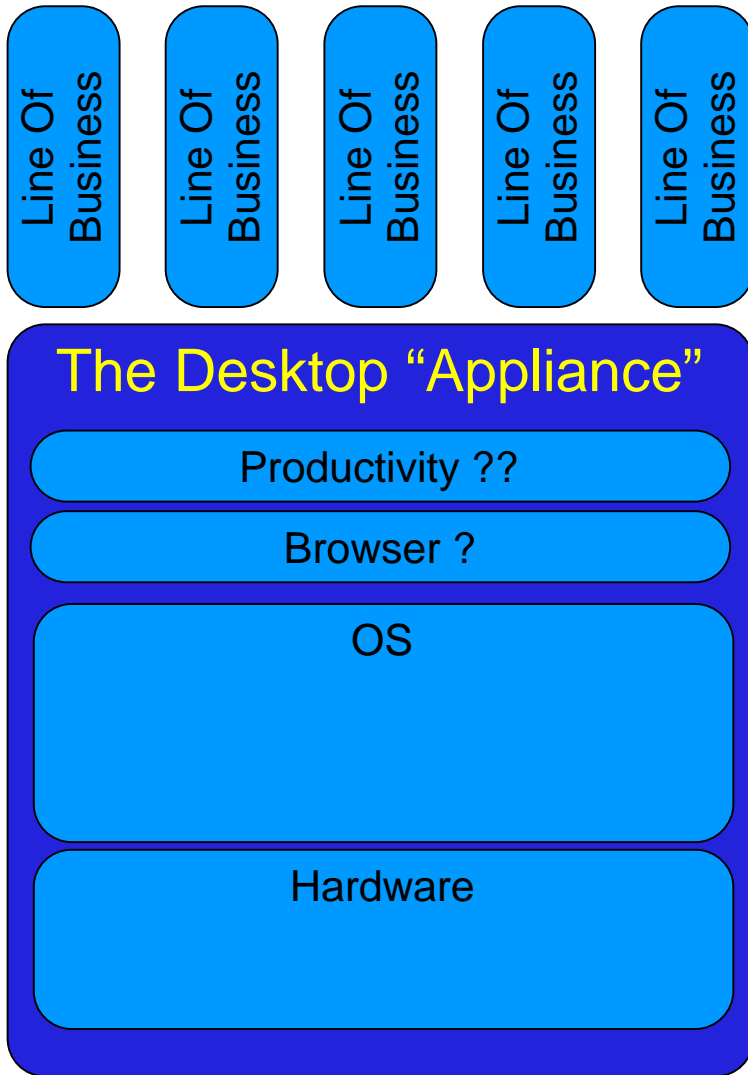 Line Of
Business
Line Of
Business
Line Of
Business
Line Of
Business
Line Of
Business
The Desktop “Appliance”
Productivity ??
Browser ?
OS
Hardware